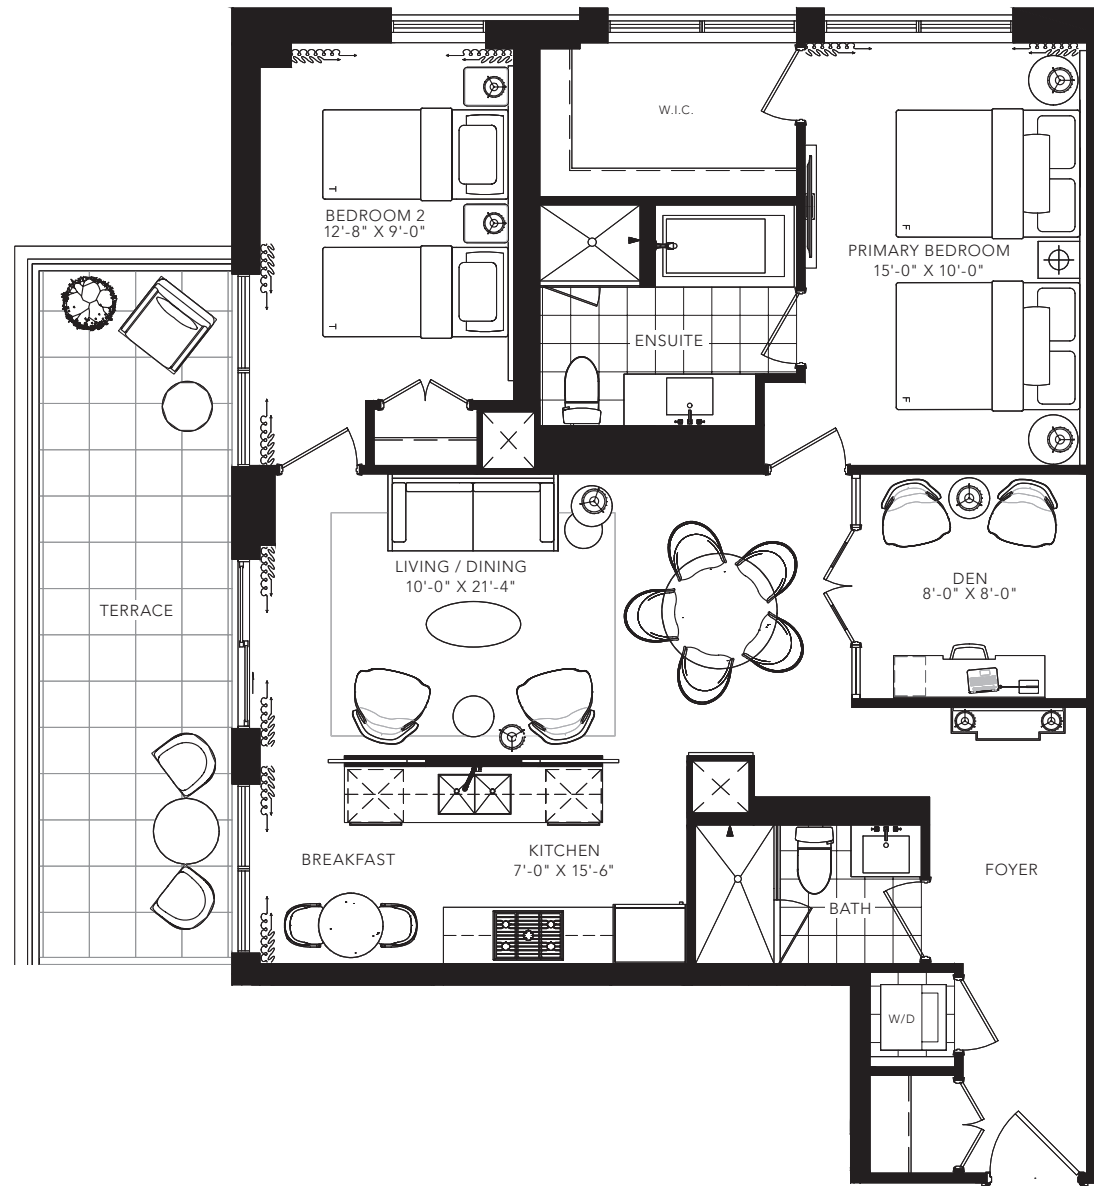 W.I.C.
BEDROOM 2
12'-8" X 9'-0"
T
T
F
F
PRIMARY BEDROOM
15'-0" X 10'-0"
ENSUITE
LIVING / DINING
10'-0" X 21'-4"
DEN
8'-0" X 8'-0"
TERRACE
BREAKFAST
KITCHEN
7'-0" X 15'-6"
FOYER
BATH
W/D